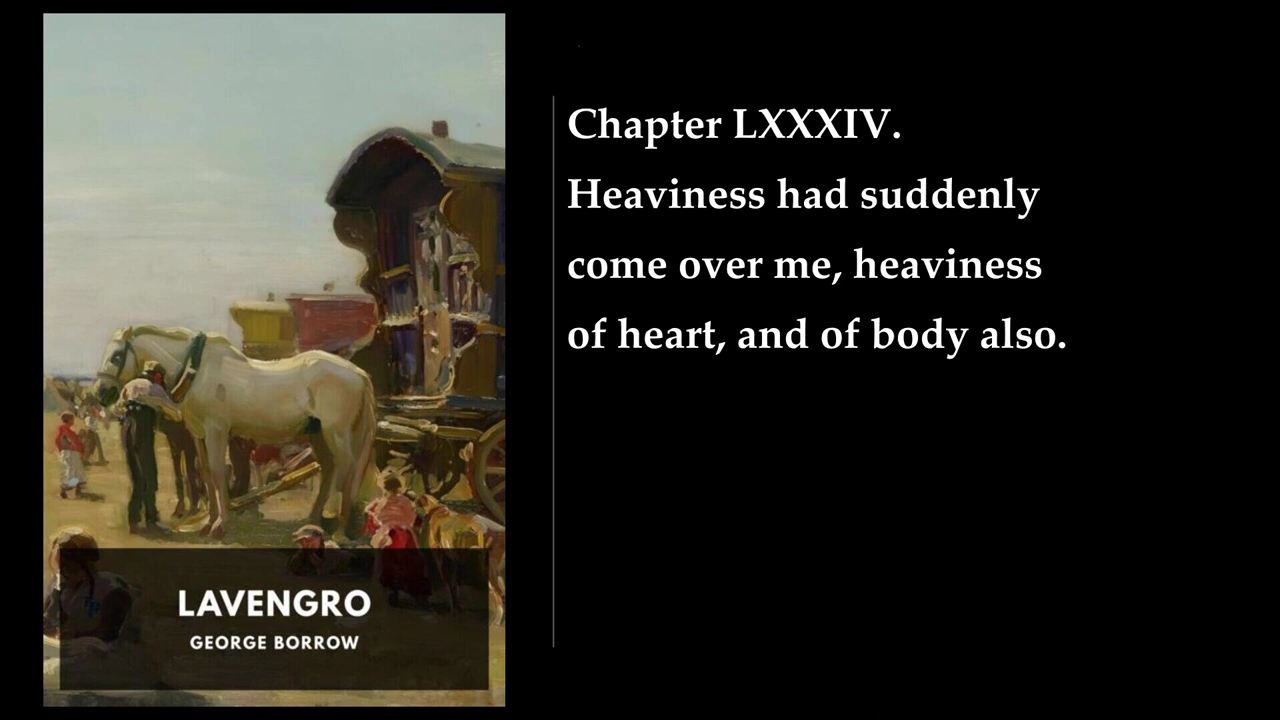 Chapter LXXXIV.
Heaviness had suddenly
come over me, heaviness
of heart, and of body also.
LAVENGRO
GEORGE BORROW